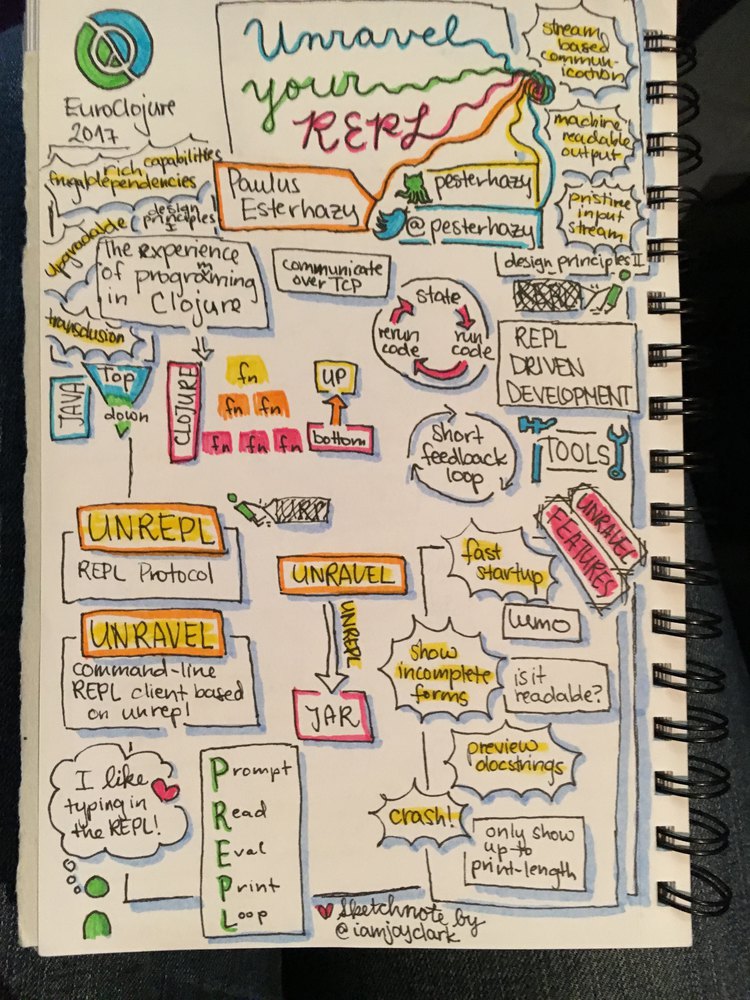 EuroClojure
2017
Unravel
your
REPL
Paulus
Esterhazy
pesterhazy
@pesterhazy
stream
based
commun-
ication
machine
readable
output
pristine
input
stream
design principles II
rich capabilities
frugal dependencies
upgradable
design
principles I
transclusion
The experience
of programming
in Clojure
communicate
over TCP
state
run
code
rerun
code
REPL
DRIVEN
DEVELOPMENT
JAVA
Top
down
CLOJURE
fn
fn fn
fn fn fn
UP
bottom
short
feedback
loop
TOOLS
UNREPL
REPL Protocol
UNRAVEL
command-line
REPL client based
on unrepl
UNRAVEL
UNREPL
JAR
UNRAVEL
FEATURES
fast
startup
lumo
show
incomplete
forms
is it
readable?
preview
docstrings
crash!
only show
up to
print-length
I like
typing in
the REPL!
Prompt
Read
Eval
Print
Loop
Sketchnote by
@iamjoyclark